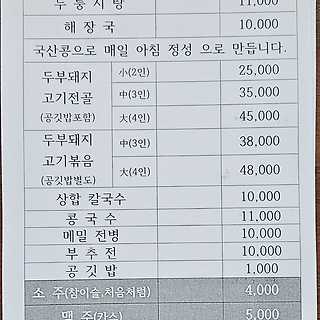 11,000
해 장 국 10,000
국산콩으로 매일 아침 정성 으로 만듭니다.
두부돼지 小(2인) 25,000
고기전골 中(3인) 35,000
(공깃밥포함) 大(4인) 45,000
두부돼지 中(3인) 38,000
고기볶음
(공깃밥별도) 大(4인) 48,000
상합 칼국수 10,000
콩 국 수 11,000
메밀 전병 10,000
부 추 전 10,000
공 깃 밥 1,000
소 주(참이슬,처음처럼) 4,000
맥 주(카스) 5,000